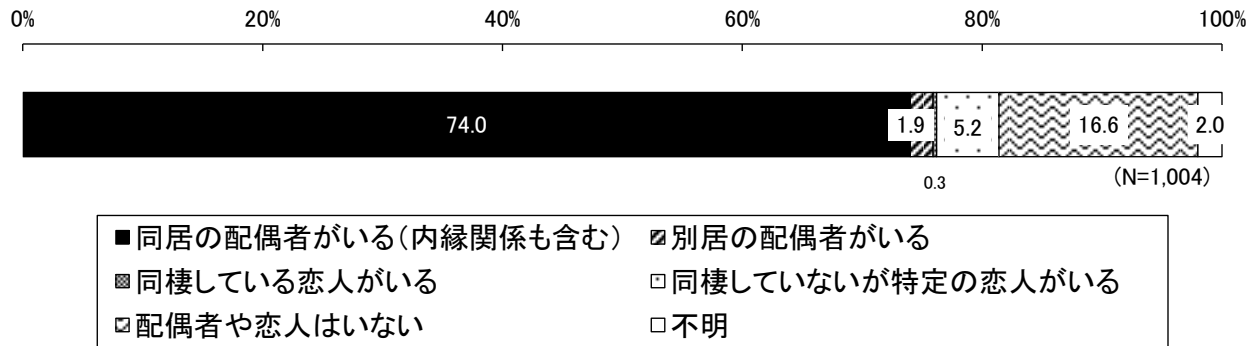 0% 20% 40% 60% 80% 100%
74.0 1.9 5.2 16.6 2.0
0.3
(N=1,004)
同居の配偶者がいる(内縁関係も含む) 別居の配偶者がいる
同棲している恋人がいる 同棲していないが特定の恋人がいる
配偶者や恋人はいない 不明